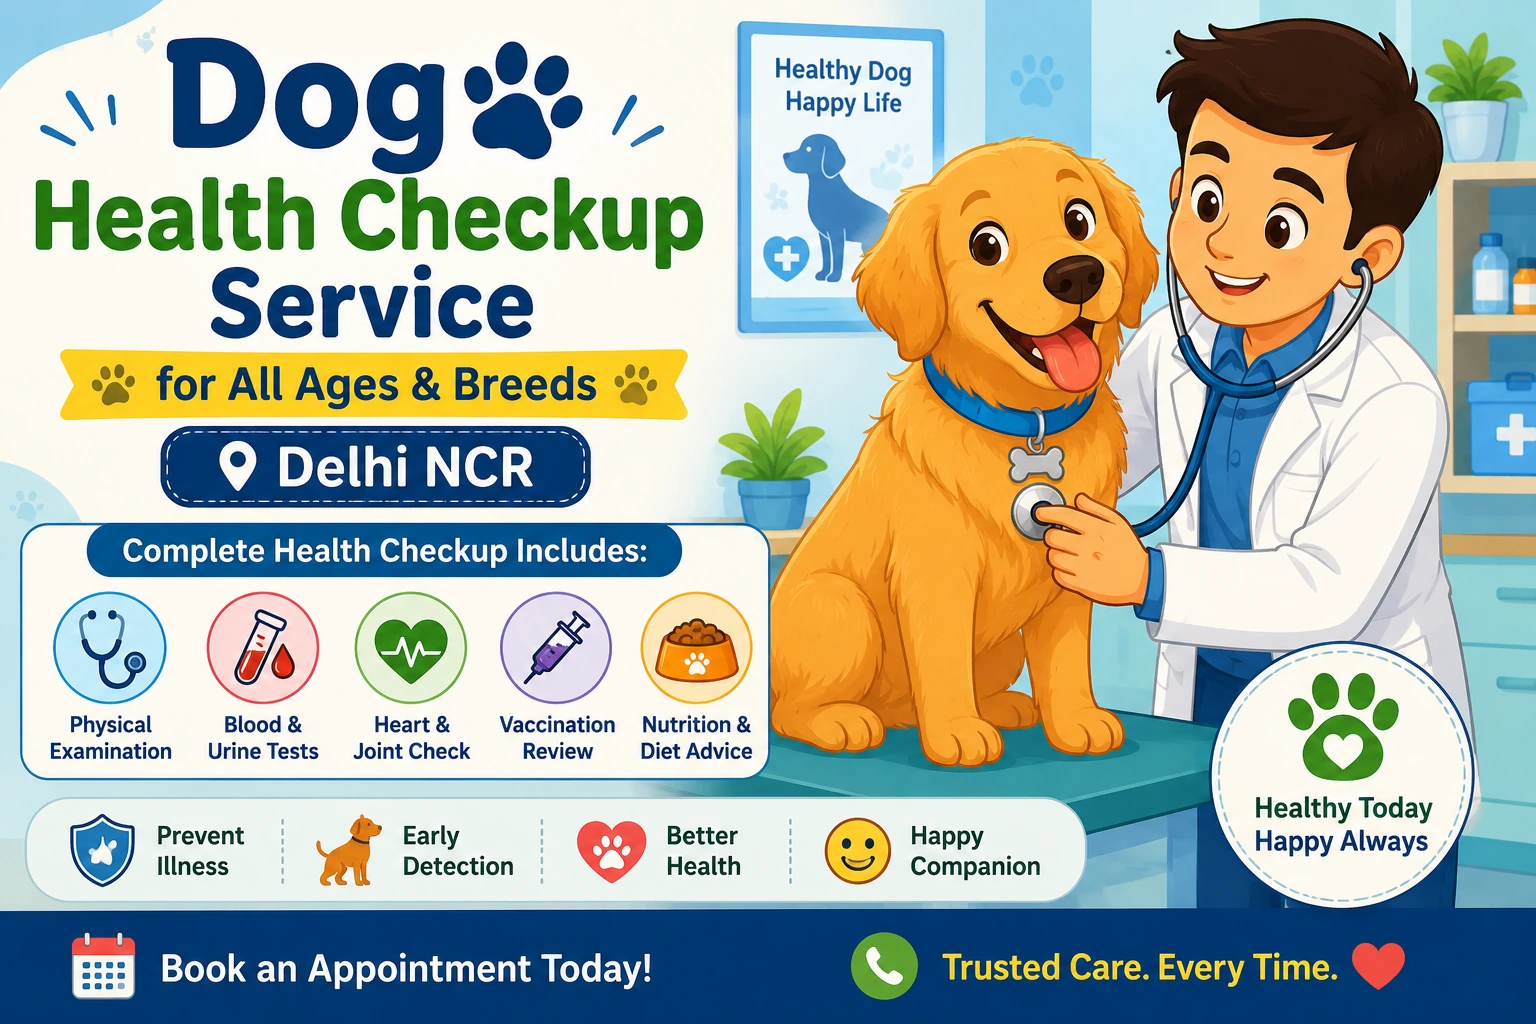 Dog
Health Checkup
Service
for All Ages & Breeds
Delhi NCR
Complete Health Checkup Includes:
Physical
Examination
Blood &
Urine Tests
Heart &
Joint Check
Vaccination
Review
Nutrition &
Diet Advice
Prevent
Illness
Early
Detection
Better
Health
Happy
Companion
Book an Appointment Today!
Trusted Care. Every Time.
Healthy Dog
Happy Life
Healthy Today
Happy Always